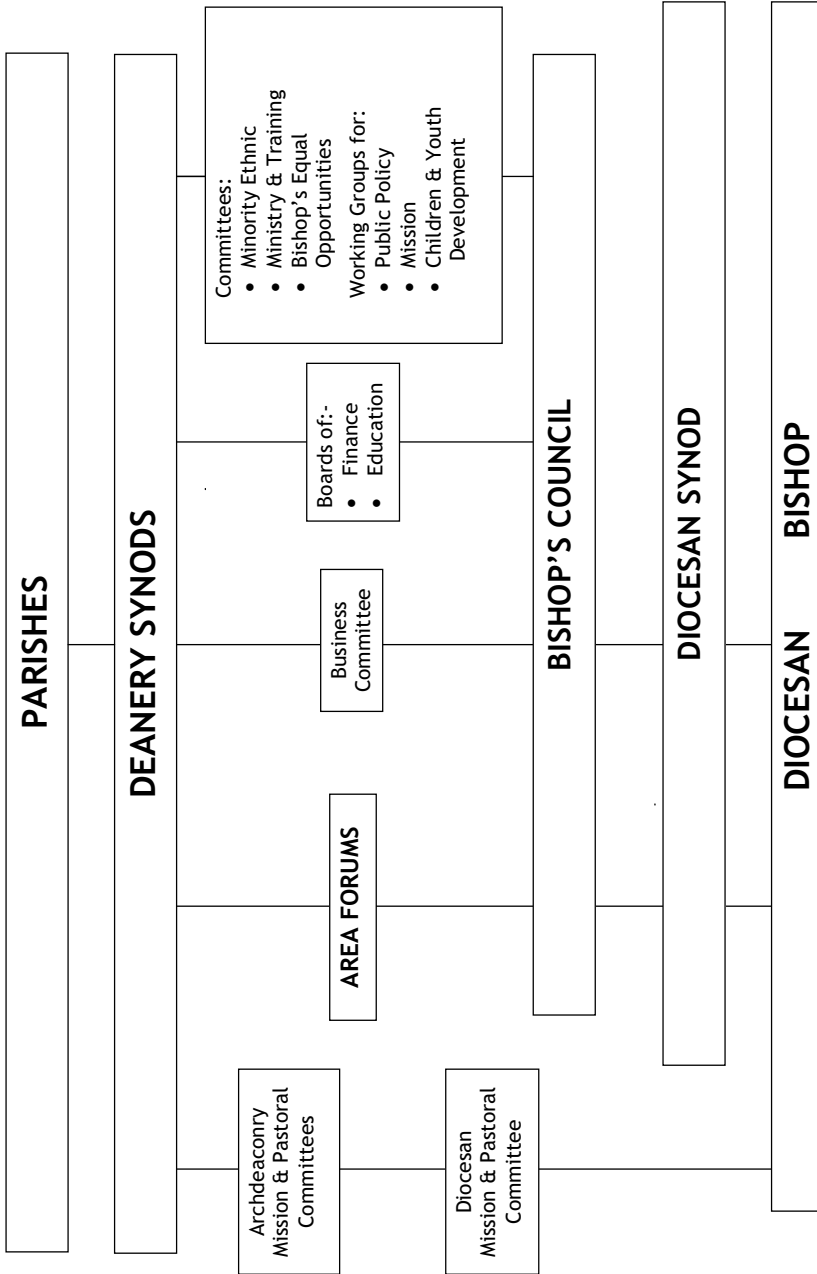 PARISHES
DEANERY SYNODS
Archdeaconry
Mission & Pastoral
Committees
Diocesan
Mission & Pastoral
Committee
AREA FORUMS
Business
Committee
Boards of:-
• Finance
• Education
Committees:
• Minority Ethnic
• Ministry & Training
• Bishop's Equal
Opportunities
Working Groups for:
• Public Policy
• Mission
• Children & Youth
Development
BISHOP'S COUNCIL
DIOCESAN SYNOD
DIOCESAN BISHOP